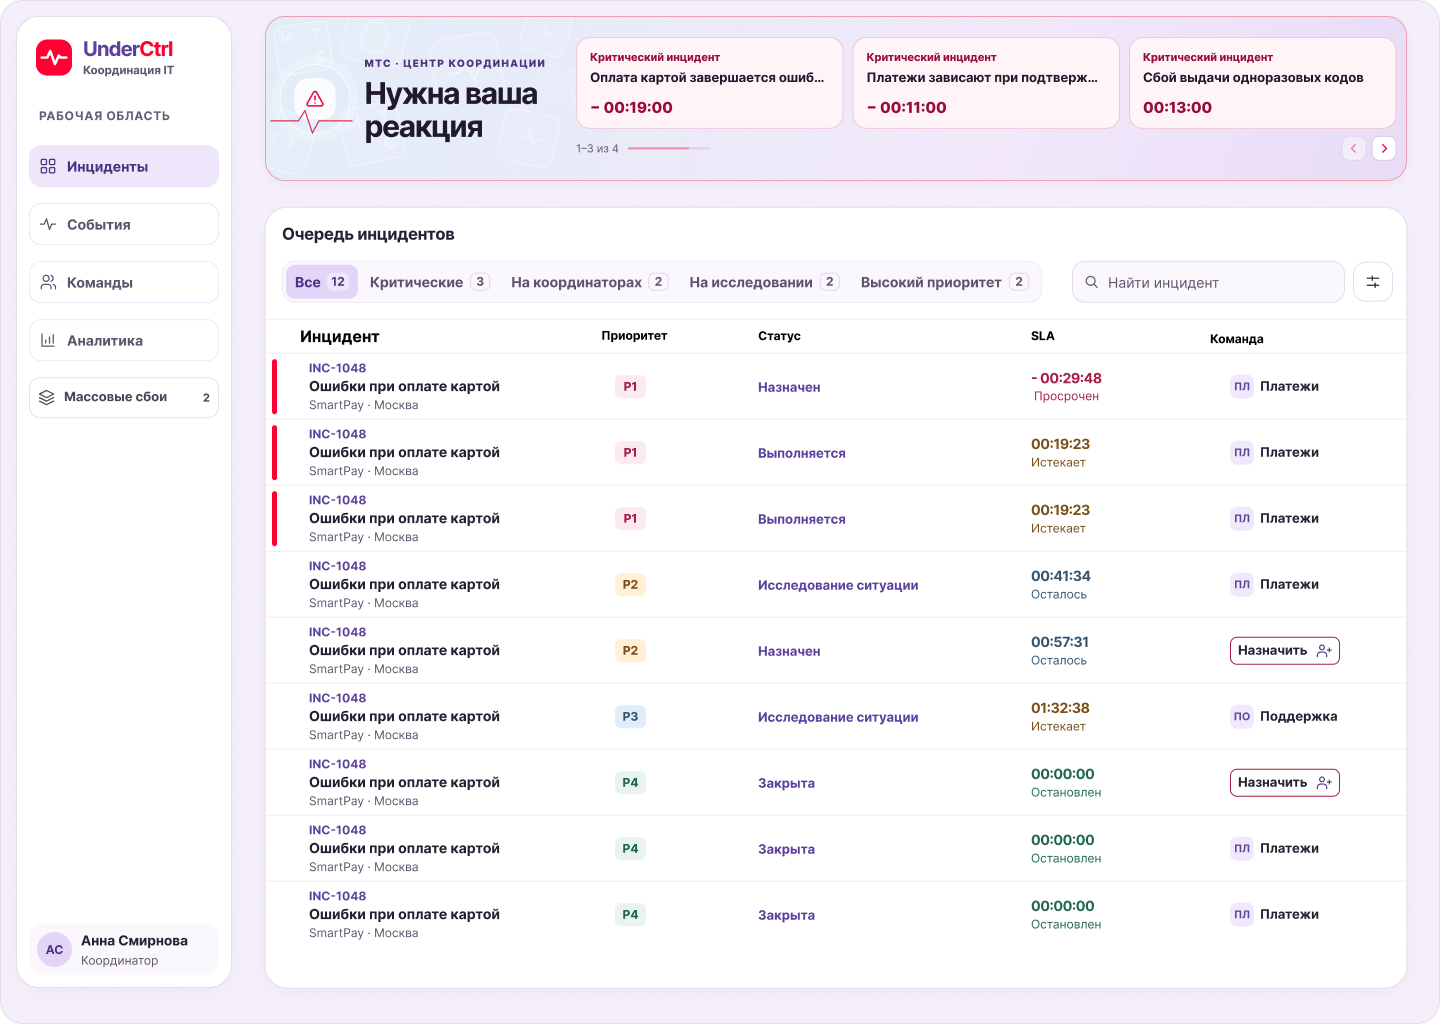 UnderCtrl
Координация IT
РАБОЧАЯ ОБЛАСТЬ
Инциденты
События
Команды
Аналитика
Массовые сбои 2
АС
Анна Смирнова
Координатор
МТС · ЦЕНТР КООРДИНАЦИИ
Нужна ваша
реакция
Критический инцидент
Оплата картой завершается ошиб...
− 00:19:00
Критический инцидент
Платежи зависают при подтверж...
− 00:11:00
Критический инцидент
Сбой выдачи одноразовых кодов
00:13:00
1–3 из 4
Очередь инцидентов
Все 12 Критические 3 На координаторах 2 На исследовании 2 Высокий приоритет 2
Найти инцидент
Инцидент Приоритет Статус SLA Команда
INC-1048
Ошибки при оплате картой
SmartPay · Москва
P1
Назначен
- 00:29:48
Просрочен
ПЛ Платежи
INC-1048
Ошибки при оплате картой
SmartPay · Москва
P1
Выполняется
00:19:23
Истекает
ПЛ Платежи
INC-1048
Ошибки при оплате картой
SmartPay · Москва
P1
Выполняется
00:19:23
Истекает
ПЛ Платежи
INC-1048
Ошибки при оплате картой
SmartPay · Москва
P2
Исследование ситуации
00:41:34
Осталось
ПЛ Платежи
INC-1048
Ошибки при оплате картой
SmartPay · Москва
P2
Назначен
00:57:31
Осталось
Назначить
INC-1048
Ошибки при оплате картой
SmartPay · Москва
P3
Исследование ситуации
01:32:38
Истекает
ПО Поддержка
INC-1048
Ошибки при оплате картой
SmartPay · Москва
P4
Закрыта
00:00:00
Остановлен
Назначить
INC-1048
Ошибки при оплате картой
SmartPay · Москва
P4
Закрыта
00:00:00
Остановлен
ПЛ Платежи
INC-1048
Ошибки при оплате картой
SmartPay · Москва
P4
Закрыта
00:00:00
Остановлен
ПЛ Платежи